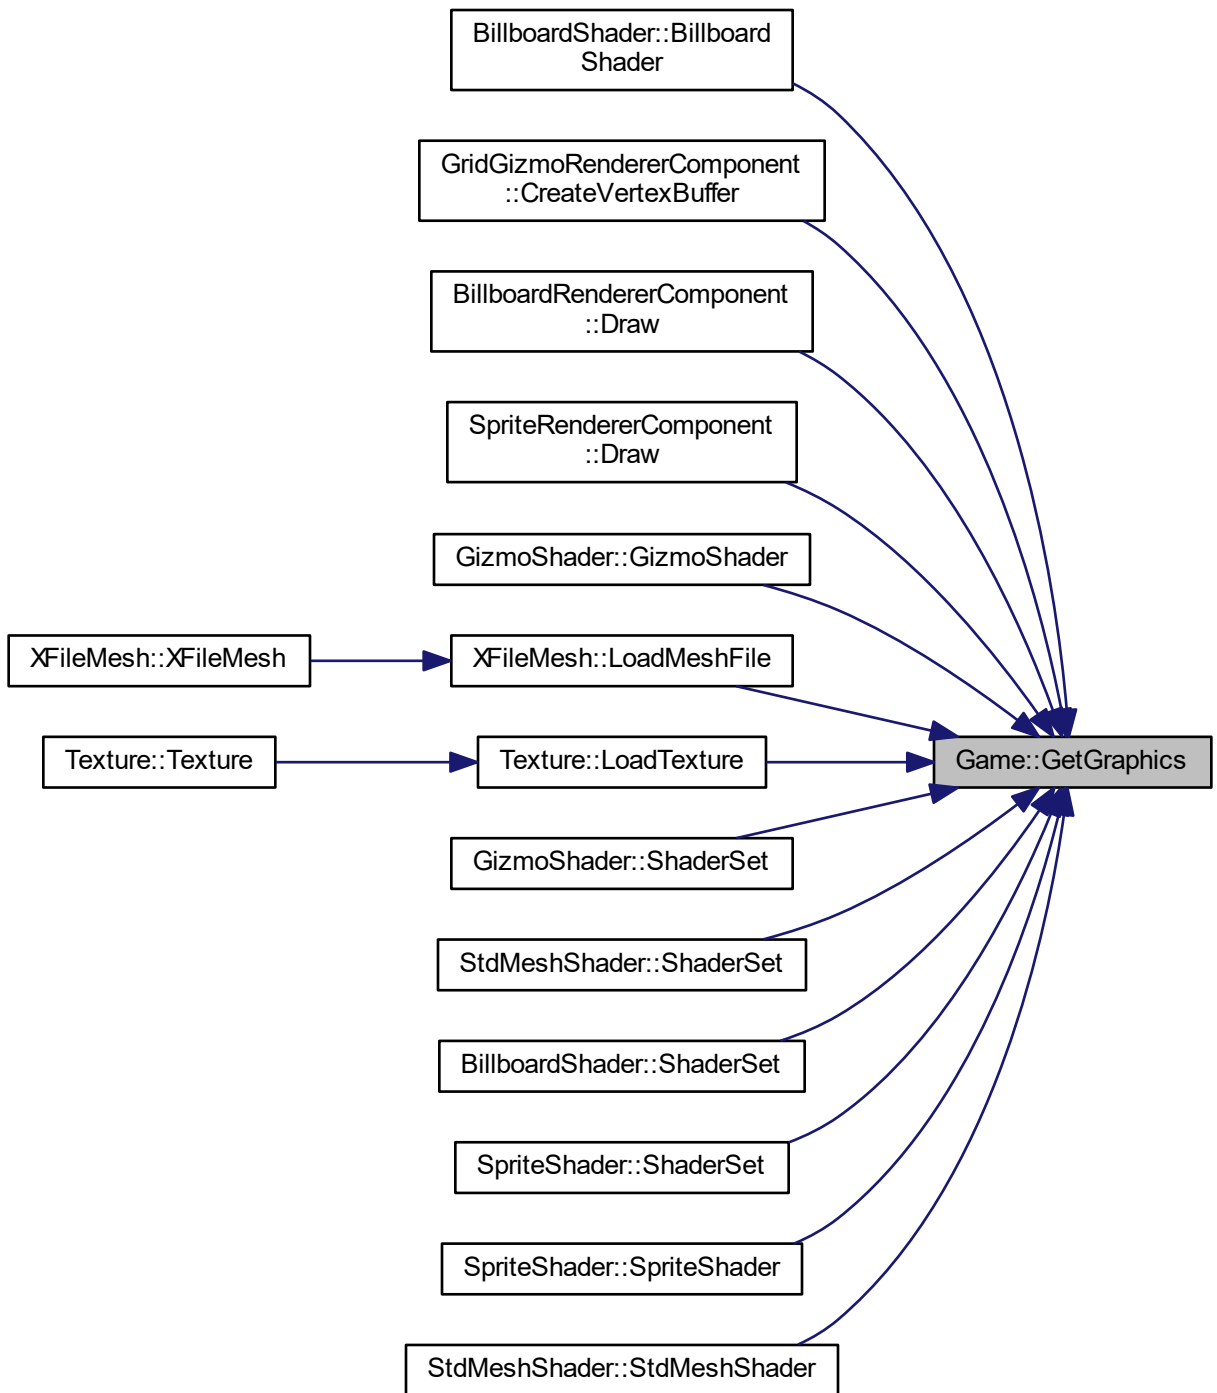 BillboardShader::Billboard
Shader
GridGizmoRendererComponent
::CreateVertexBuffer
BillboardRendererComponent
::Draw
SpriteRendererComponent
::Draw
GizmoShader::GizmoShader
XFileMesh::XFileMesh
XFileMesh::LoadMeshFile
Texture::Texture
Texture::LoadTexture
Game::GetGraphics
GizmoShader::ShaderSet
StdMeshShader::ShaderSet
BillboardShader::ShaderSet
SpriteShader::ShaderSet
SpriteShader::SpriteShader
StdMeshShader::StdMeshShader